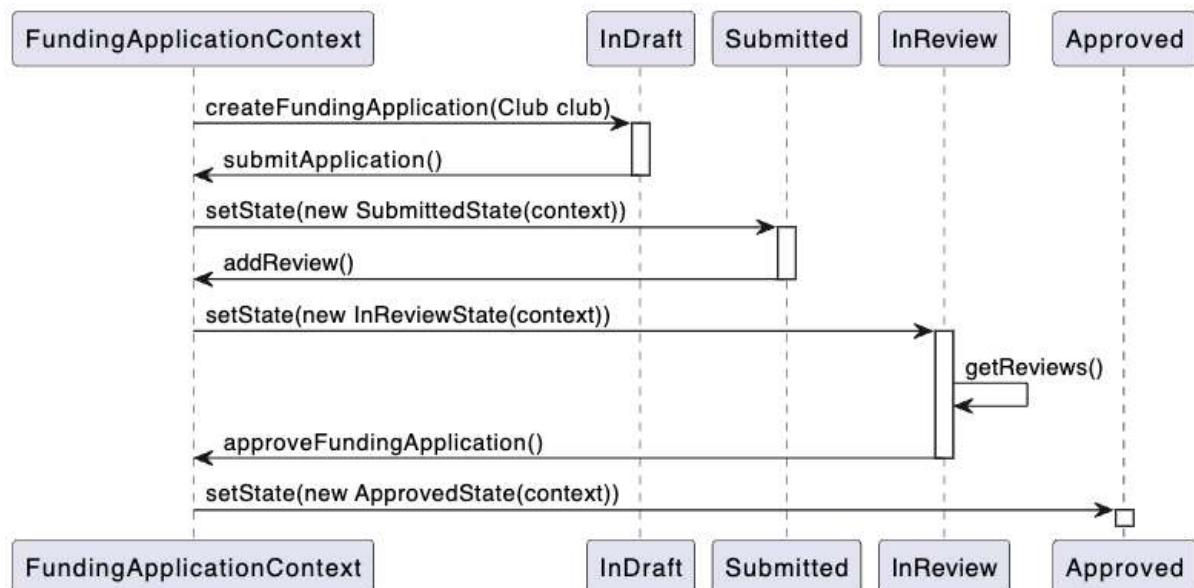 FundingApplicationContext InDraft Submitted InReview Approved
createFundingApplication(Club club)
submitApplication()
setState(new SubmittedState(context))
addReview()
setState(new InReviewState(context))
getReviews()
approveFundingApplication()
setState(new ApprovedState(context))
FundingApplicationContext InDraft Submitted InReview Approved